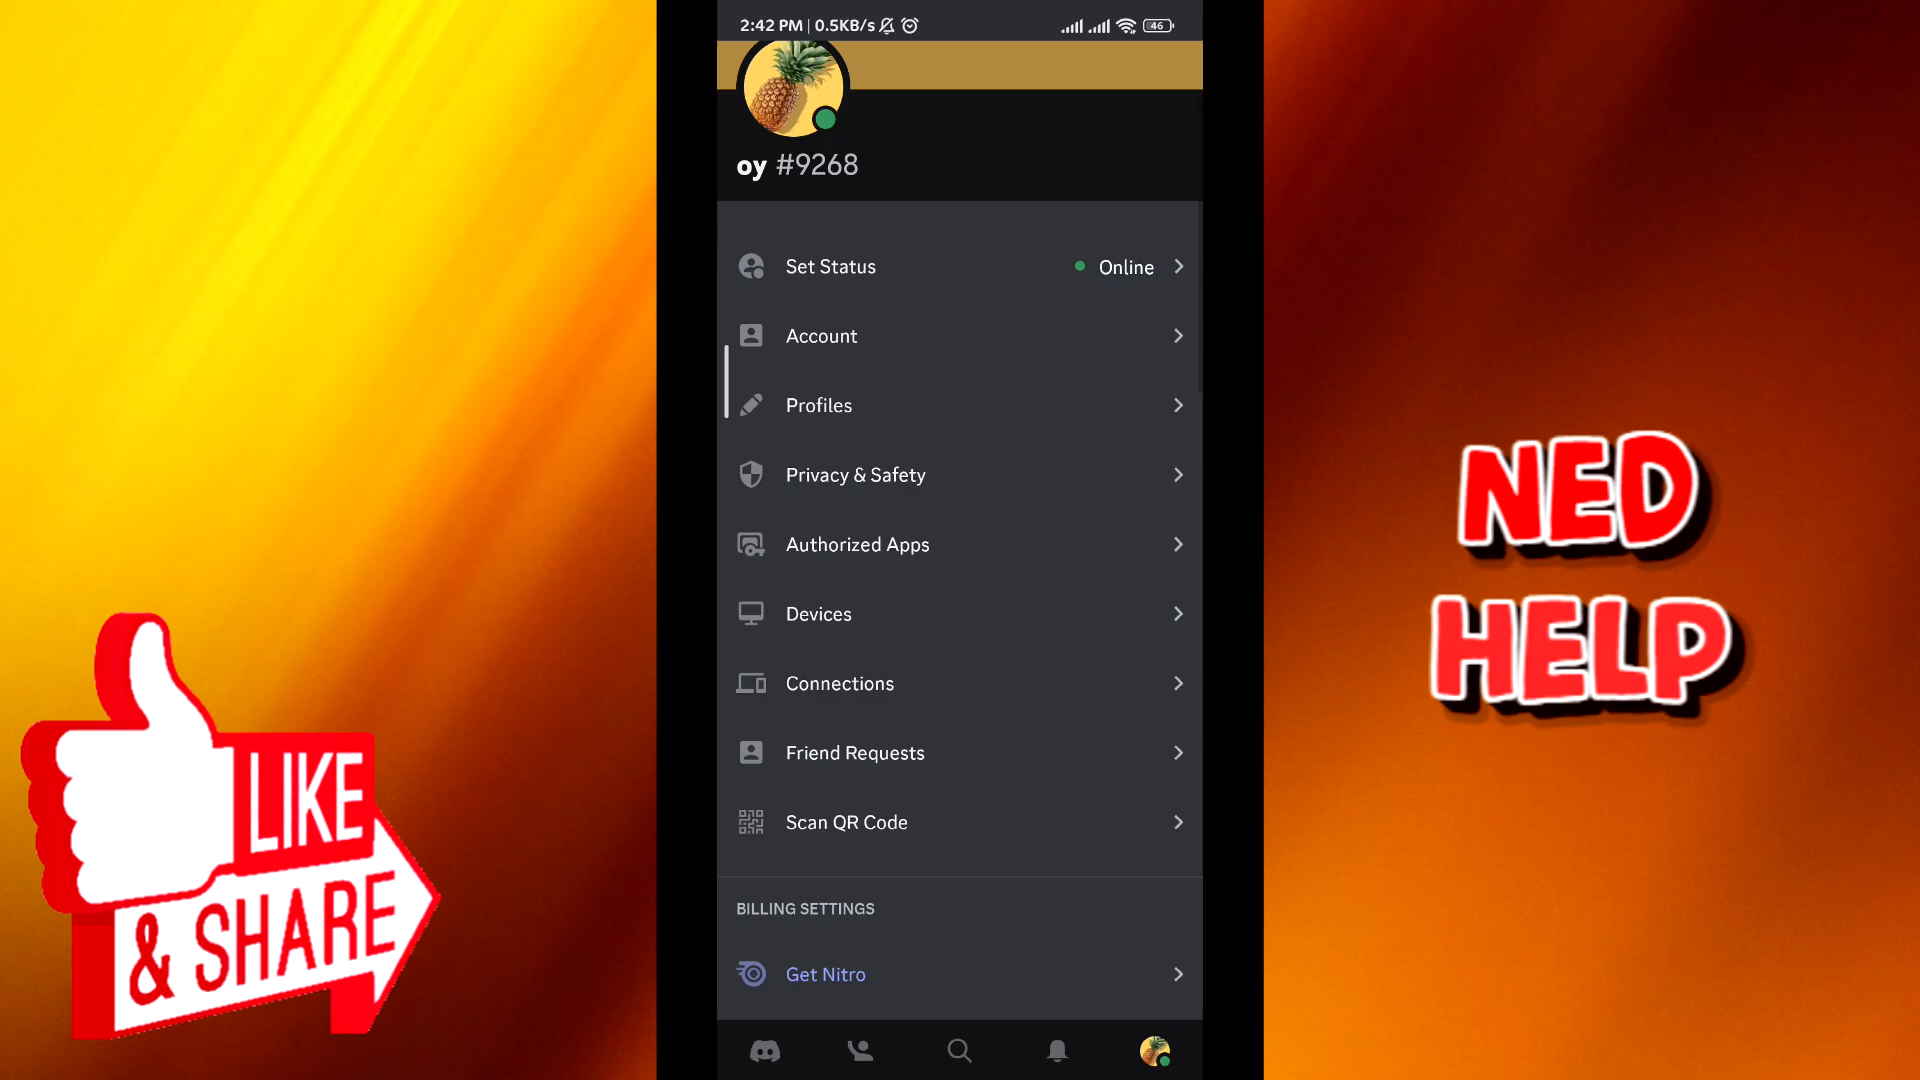 2:42 PM | 0.5KB/s
46
oy #9268
Set Status
Online
Account
Profiles
Privacy & Safety
Authorized Apps
Devices
Connections
Friend Requests
Scan QR Code
BILLING SETTINGS
Get Nitro
LIKE
& SHARE
NED
HELP